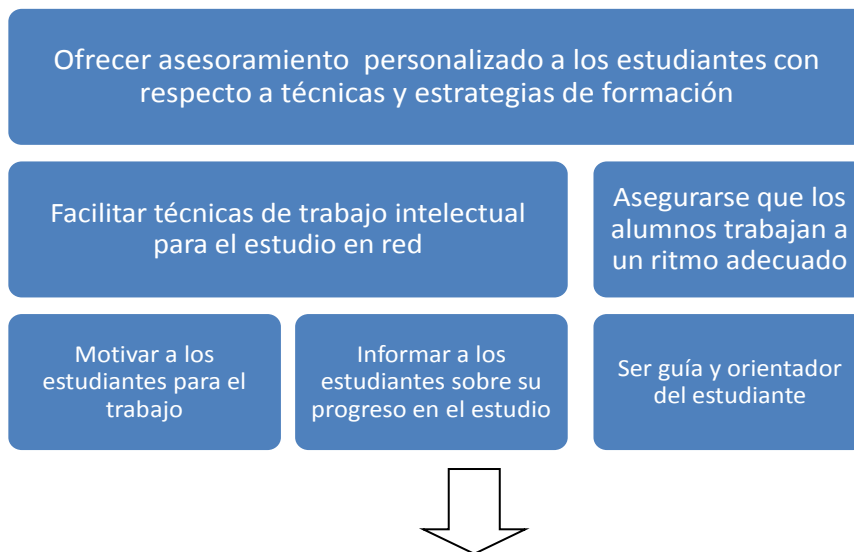 Ofrecer asesoramiento personalizado a los estudiantes con
respecto a técnicas y estrategias de formación
Facilitar técnicas de trabajo intelectual
para el estudio en red
Asegurarse que los
alumnos trabajan a
un ritmo adecuado
Motivar a los
estudiantes para el
trabajo
Informar a los
estudiantes sobre su
progreso en el estudio
Ser guía y orientador
del estudiante